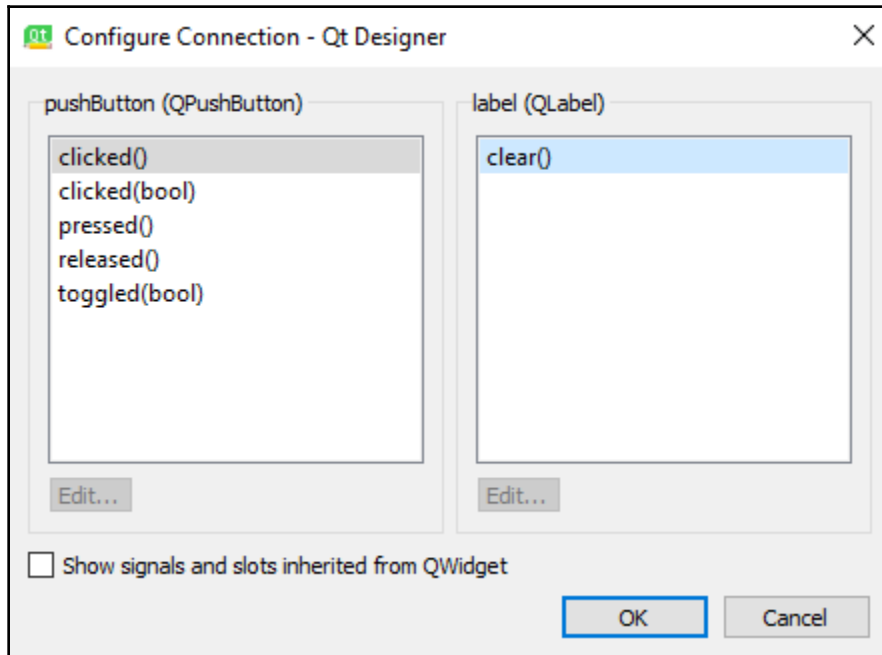 Qt Configure Connection - Qt Designer
pushButton (QPushButton)
clicked()
clicked(bool)
pressed()
released()
toggled(bool)
Edit...
label (QLabel)
clear()
Edit...
Show signals and slots inherited from QWidget
OK Cancel